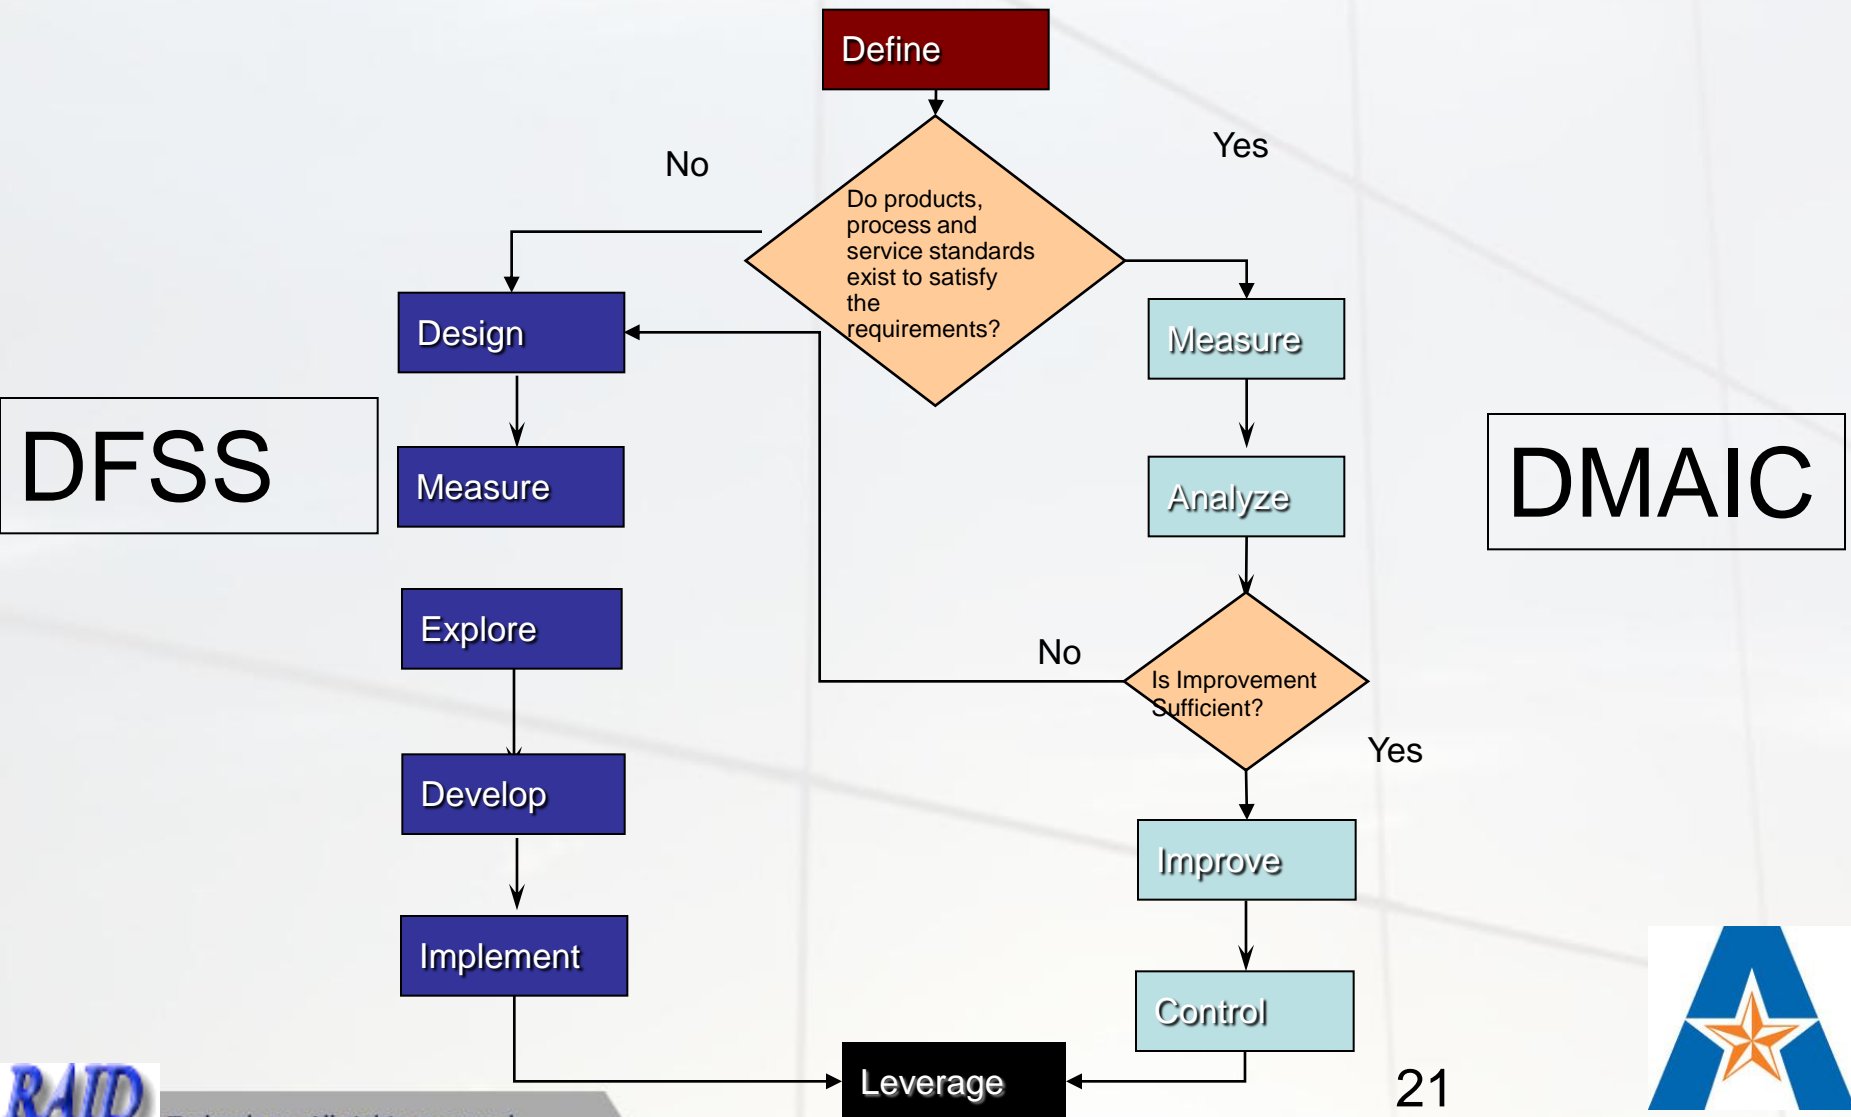 Define
No
Yes
Do products,
process and
service standards
exist to satisfy
the
requirements?
Design
Measure
DFSS
Measure
Analyze
DMAIC
Explore
No
Is Improvement
Sufficient?
Yes
Develop
Improve
Implement
Control
Leverage
21
RAID